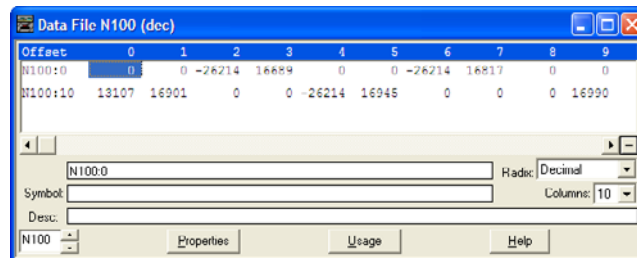 Data File N100 (dec)
Offset 0 1 2 3 4 5 6 7 8 9
N100:0 0 0 -26214 16689 0 0 -26214 16817 0 0
N100:10 13107 16901 0 0 -26214 16945 0 0 0 16990
N100:0 Radix: Decimal
Symbol: Columns: 10
Desc:
N100 Properties Usage Help